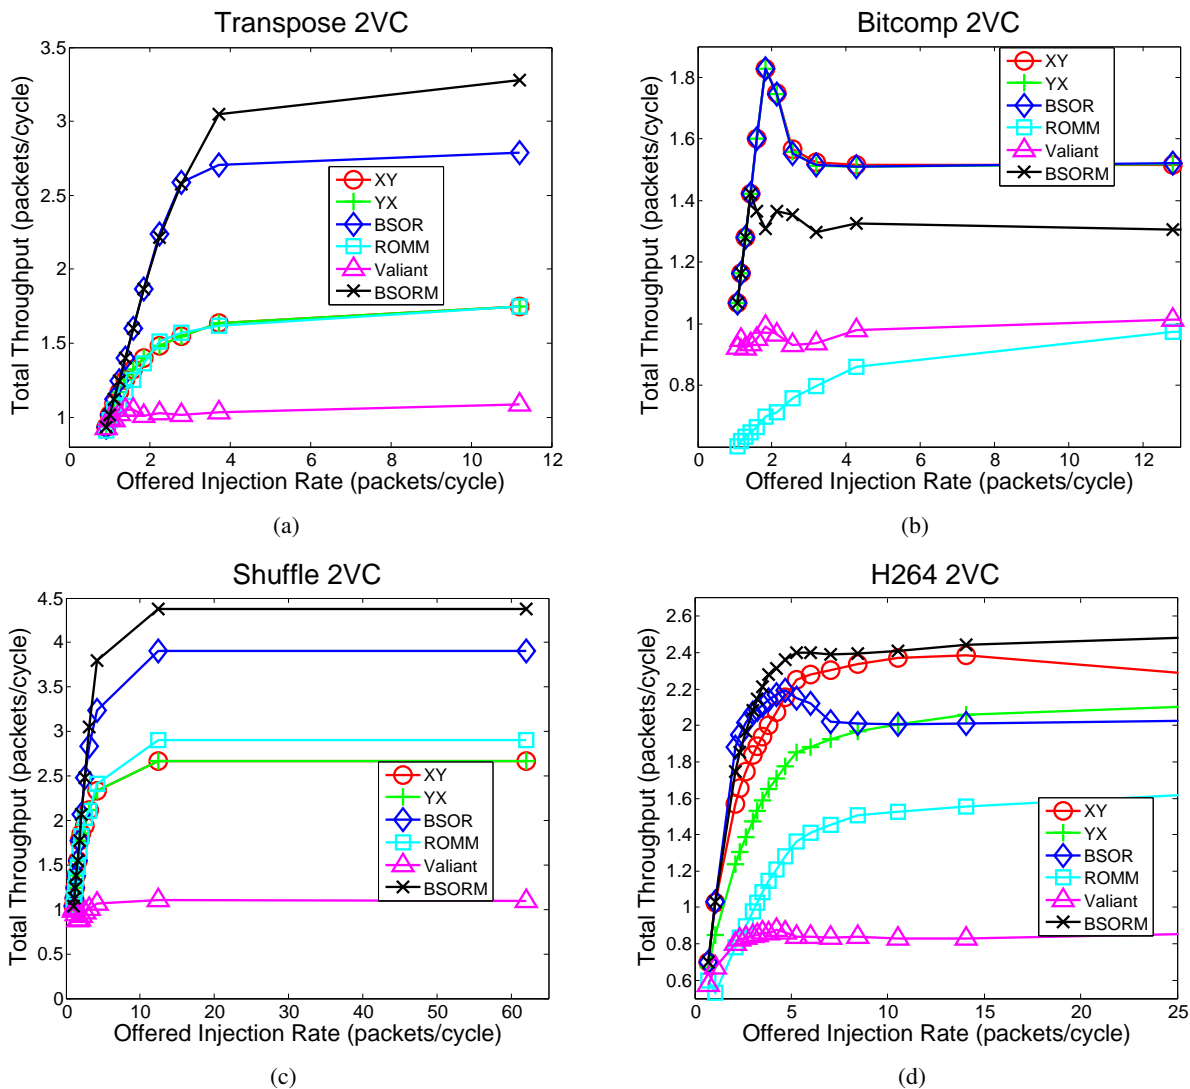 Transpose 2VC
3.5
3
2.5
2
1.5
1
0 2 4 6 8 10 12
Total Throughput (packets/cycle)
Offered Injection Rate (packets/cycle)
XY
YX
BSOR
ROMM
Valiant
BSORM
(a)
Bitcomp 2VC
1.8
1.6
1.4
1.2
1
0.8
0 2 4 6 8 10 12
Total Throughput (packets/cycle)
Offered Injection Rate (packets/cycle)
XY
YX
BSOR
ROMM
Valiant
BSORM
(b)
Shuffle 2VC
4.5
4
3.5
3
2.5
2
1.5
1
0.5
0
0 10 20 30 40 50 60
Total Throughput (packets/cycle)
Offered Injection Rate (packets/cycle)
XY
YX
BSOR
ROMM
Valiant
BSORM
(c)
H264 2VC
2.6
2.4
2.2
2
1.8
1.6
1.4
1.2
1
0.8
0.6
0 5 10 15 20 25
Total Throughput (packets/cycle)
Offered Injection Rate (packets/cycle)
XY
YX
BSOR
ROMM
Valiant
BSORM
(d)